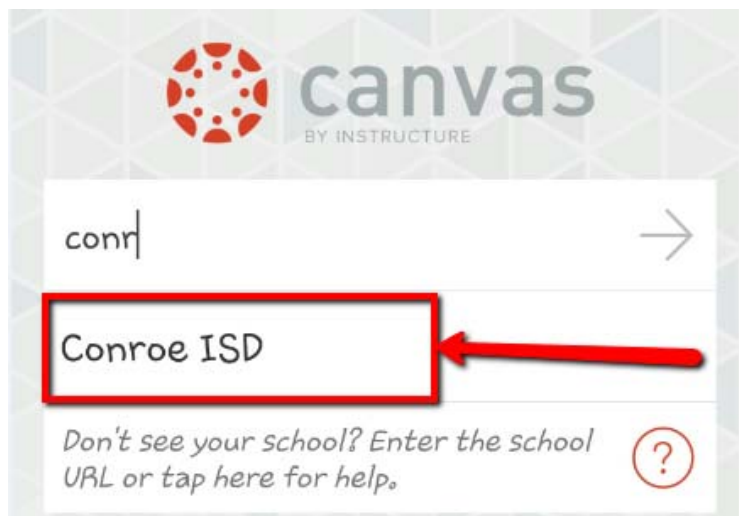 canvas
BY INSTRUCTURE
conr
Conroe ISD
Don't see your school? Enter the school
URL or tap here for help.
?